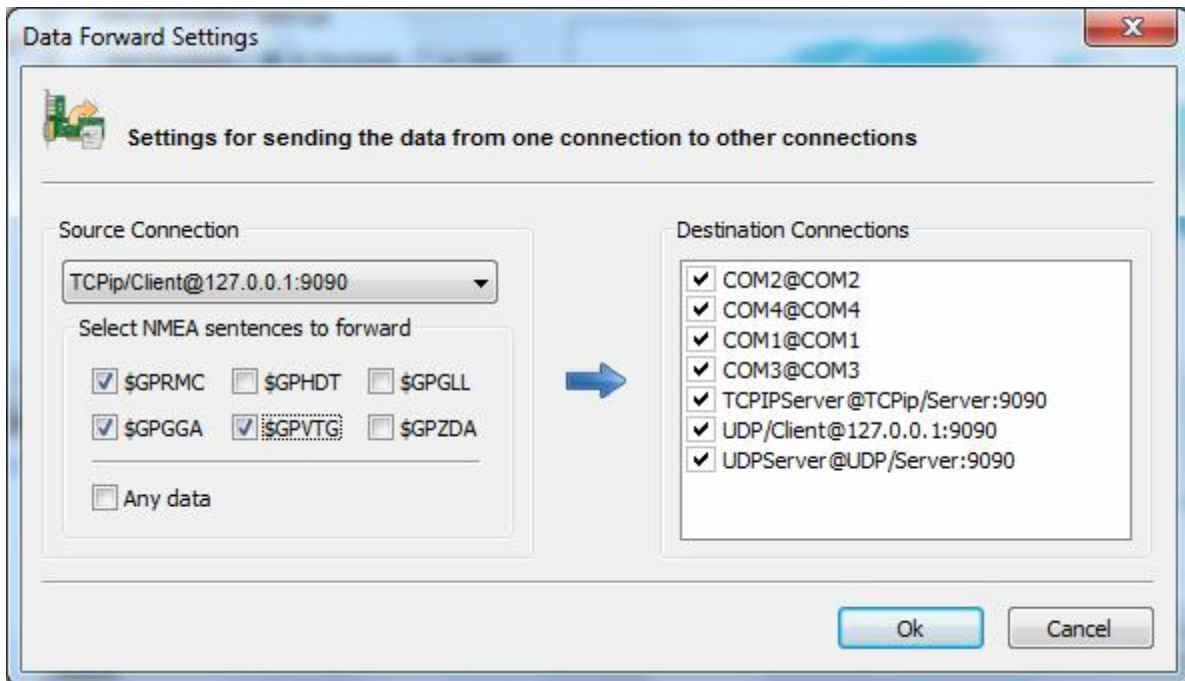 Data Forward Settings
Settings for sending the data from one connection to other connections
Source Connection
TCPip/Client@127.0.0.1:9090
Select NMEA sentences to forward
$GPRMC $GPHDT $GPGLL
$GPGGA $GPVTG $GPZDA
Any data
Destination Connections
COM2@COM2
COM4@COM4
COM1@COM1
COM3@COM3
TCPIPServer@TCPip/Server:9090
UDP/Client@127.0.0.1:9090
UDPServer@UDP/Server:9090
Ok Cancel